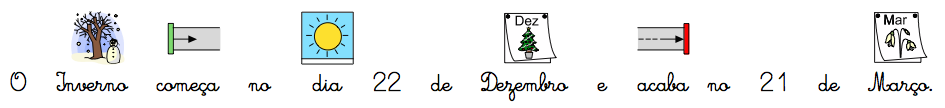 Dez Mar
O Inverno começa no dia 22 de Dezembro e acaba no 21 de Março.